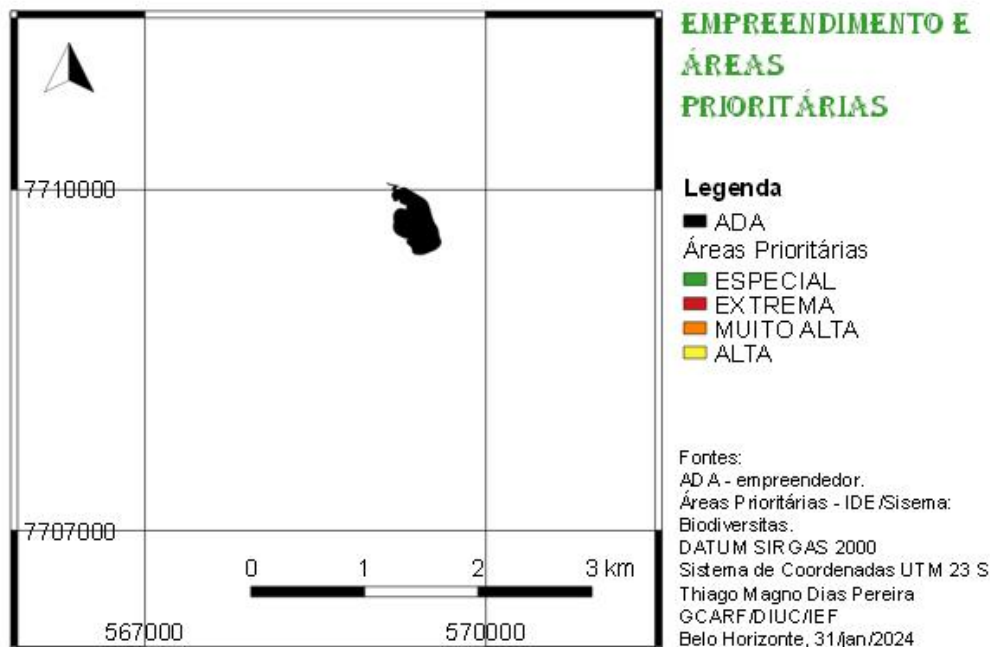 EMPREENDIMENTO E
ÁREAS
PRIORITÁRIAS
7710000
7707000
0 1 2 3 km
567000 570000
Legenda
ADA
Áreas Prioritárias
ESPECIAL
EXTREMA
MUITO ALTA
ALTA
Fontes:
ADA - empreendedor.
Áreas Prioritárias - IDE/Sisema:
Biodiversitas.
DATUM SIRGAS 2000
Sistema de Coordenadas UTM 23 S
Thiago Magno Dias Pereira
GCARF/DIUC/IEF
Belo Horizonte, 31/jan/2024